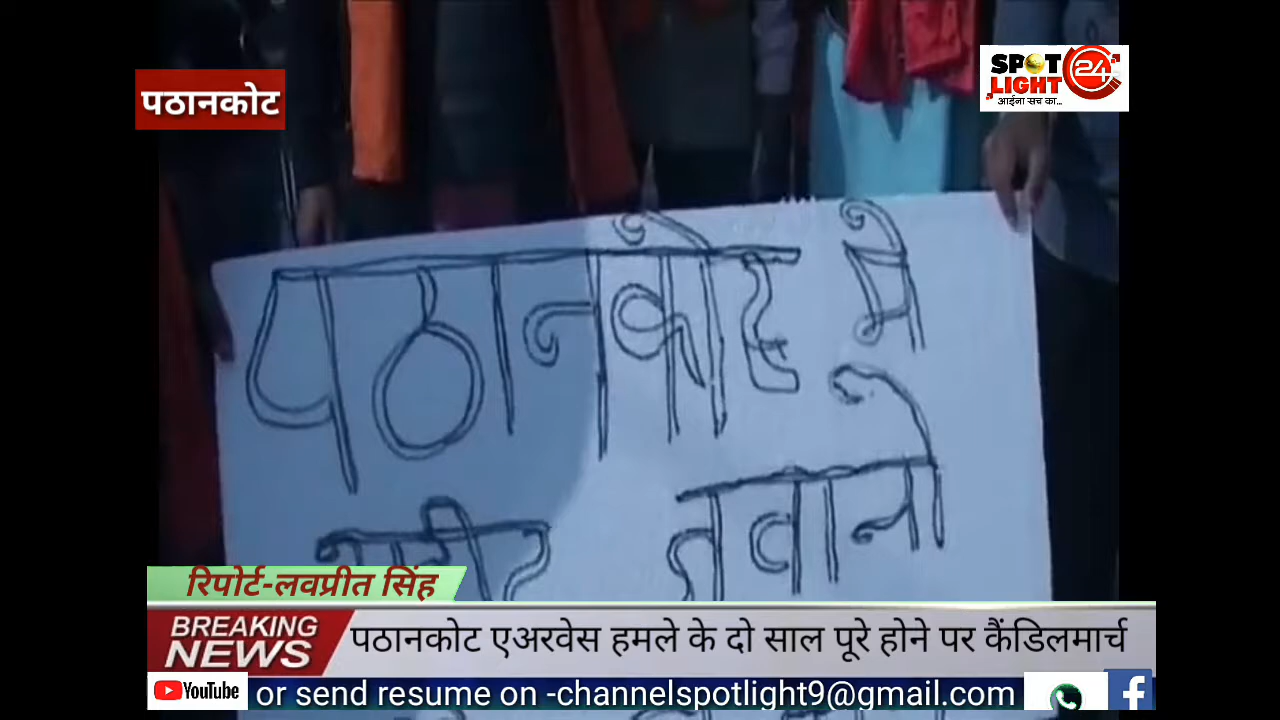 पठानकोट
SPOT
LIGHT 24
आईना सच का...
पठानकोट मे
जवानो
रिपोर्ट-लवप्रीत सिंह
BREAKING
NEWS
पठानकोट एअरवेस हमले के दो साल पूरे होने पर कैंडिलमार्च
YouTube or send resume on -channelspotlight9@gmail.com